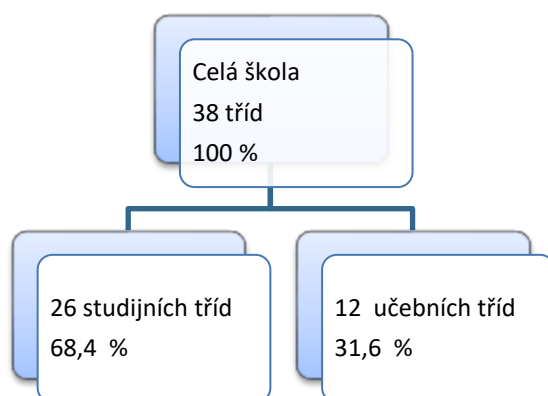 Celá škola
38 tříd
100 %
26 studijních tříd
68,4 %
12 učebních tříd
31,6 %